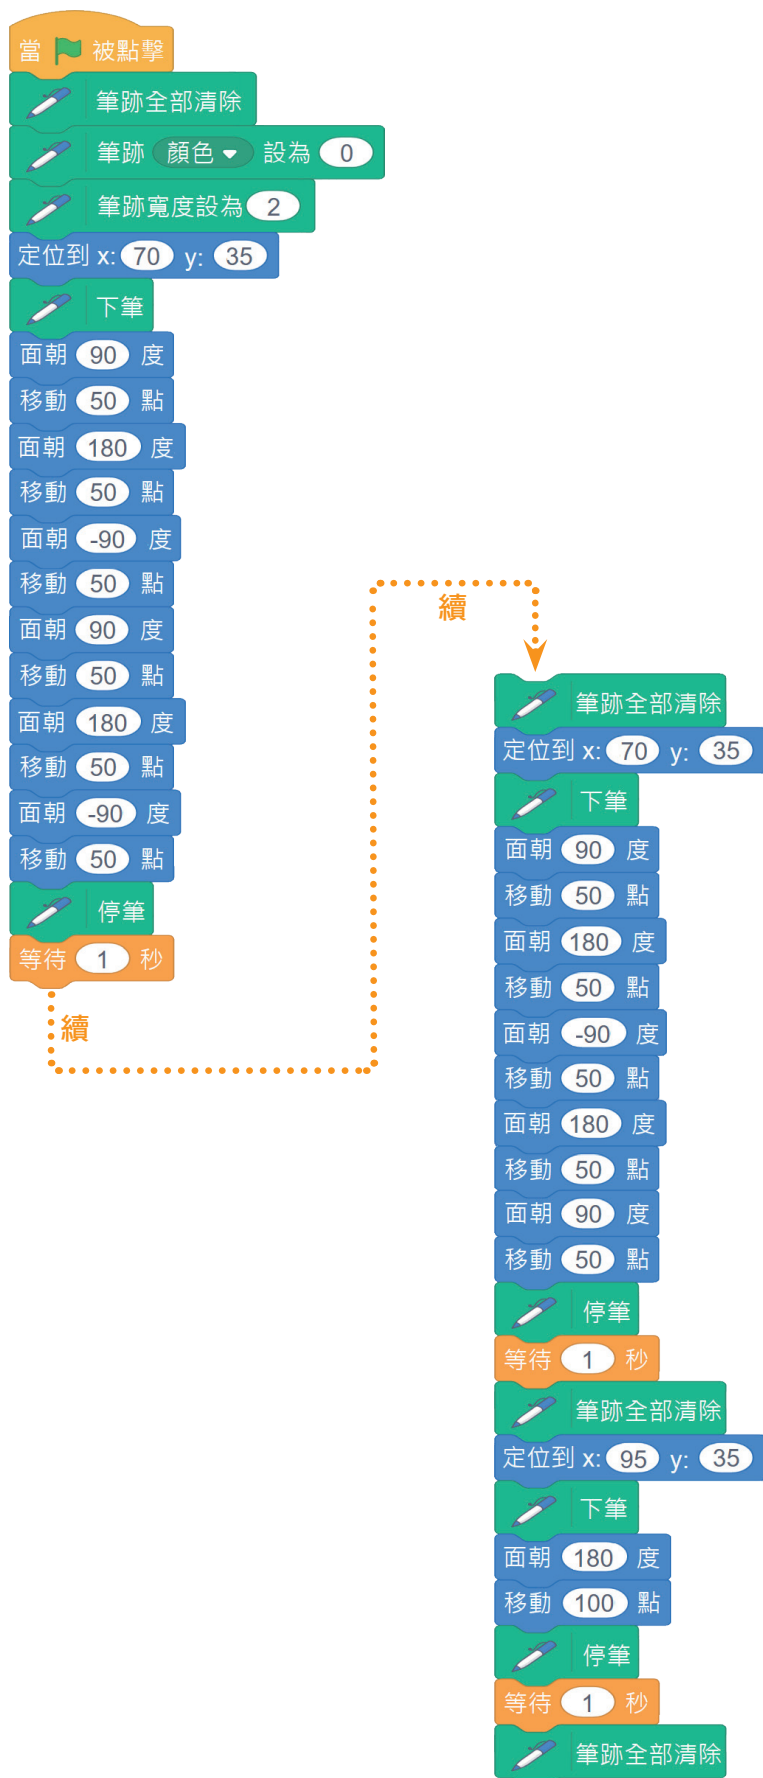 當 被點擊
筆跡全部清除
筆跡 顏色 設為 0
筆跡寬度設為 2
定位到 x: 70 y: 35
下筆
面朝 90 度
移動 50 點
面朝 180 度
移動 50 點
面朝 -90 度
移動 50 點
面朝 90 度
移動 50 點
面朝 180 度
移動 50 點
面朝 -90 度
移動 50 點
停筆
等待 1 秒
續
續
筆跡全部清除
定位到 x: 70 y: 35
下筆
面朝 90 度
移動 50 點
面朝 180 度
移動 50 點
面朝 -90 度
移動 50 點
面朝 180 度
移動 50 點
面朝 90 度
移動 50 點
停筆
等待 1 秒
筆跡全部清除
定位到 x: 95 y: 35
下筆
面朝 180 度
移動 100 點
停筆
等待 1 秒
筆跡全部清除